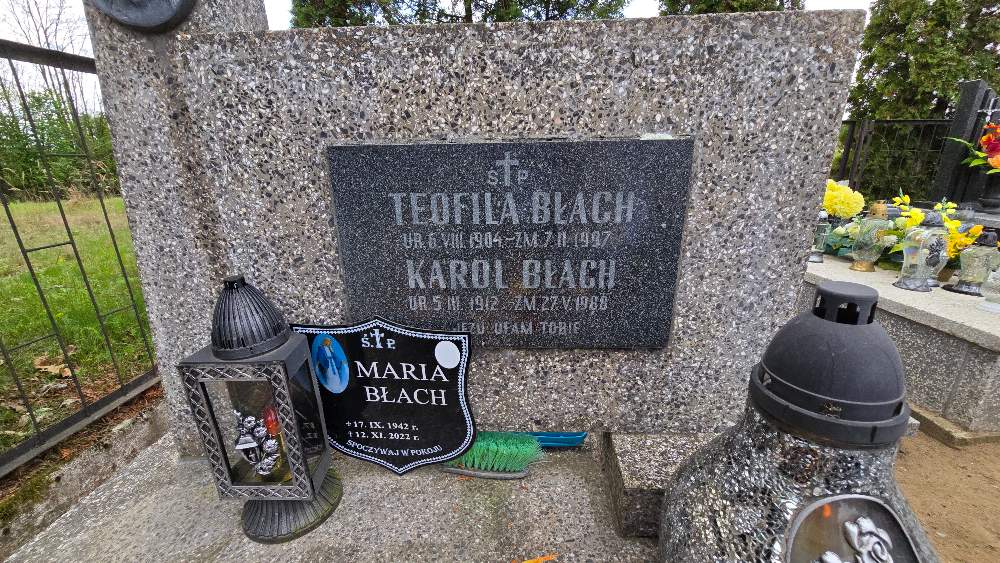 Ś P
TEOFILA BŁACH
UR. 6 VIII. 1904 - ZM. 7. II. 1997
KAROL BŁACH
UR. 5. III. 1912 - ZM. 27. V. 1988
JEZU UFAM TOBIE
Ś. P.
MARIA
BŁACH
+ 17. IX. 1942 r.
+ 12. XI. 2022 r.
SPOCZYWAJ W POKOJU